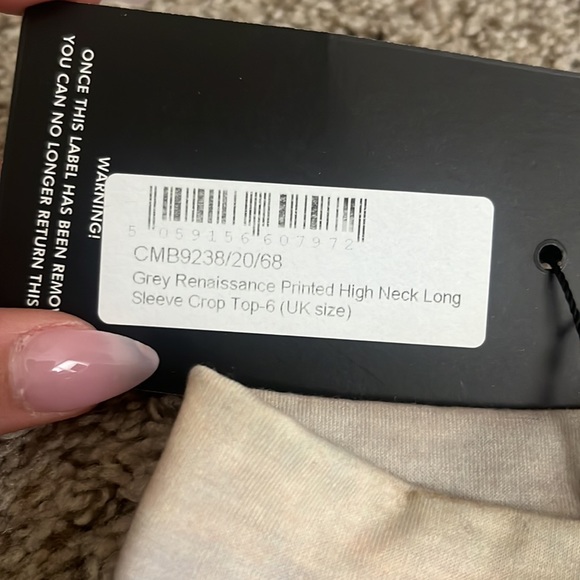 WARNING!
ONCE THIS LABEL HAS BEEN
YOU CAN NO LONGER RETURN THIS
5 059156 607972
CMB9238/20/68
Grey Renaissance Printed High Neck Long
Sleeve Crop Top-6 (UK size)